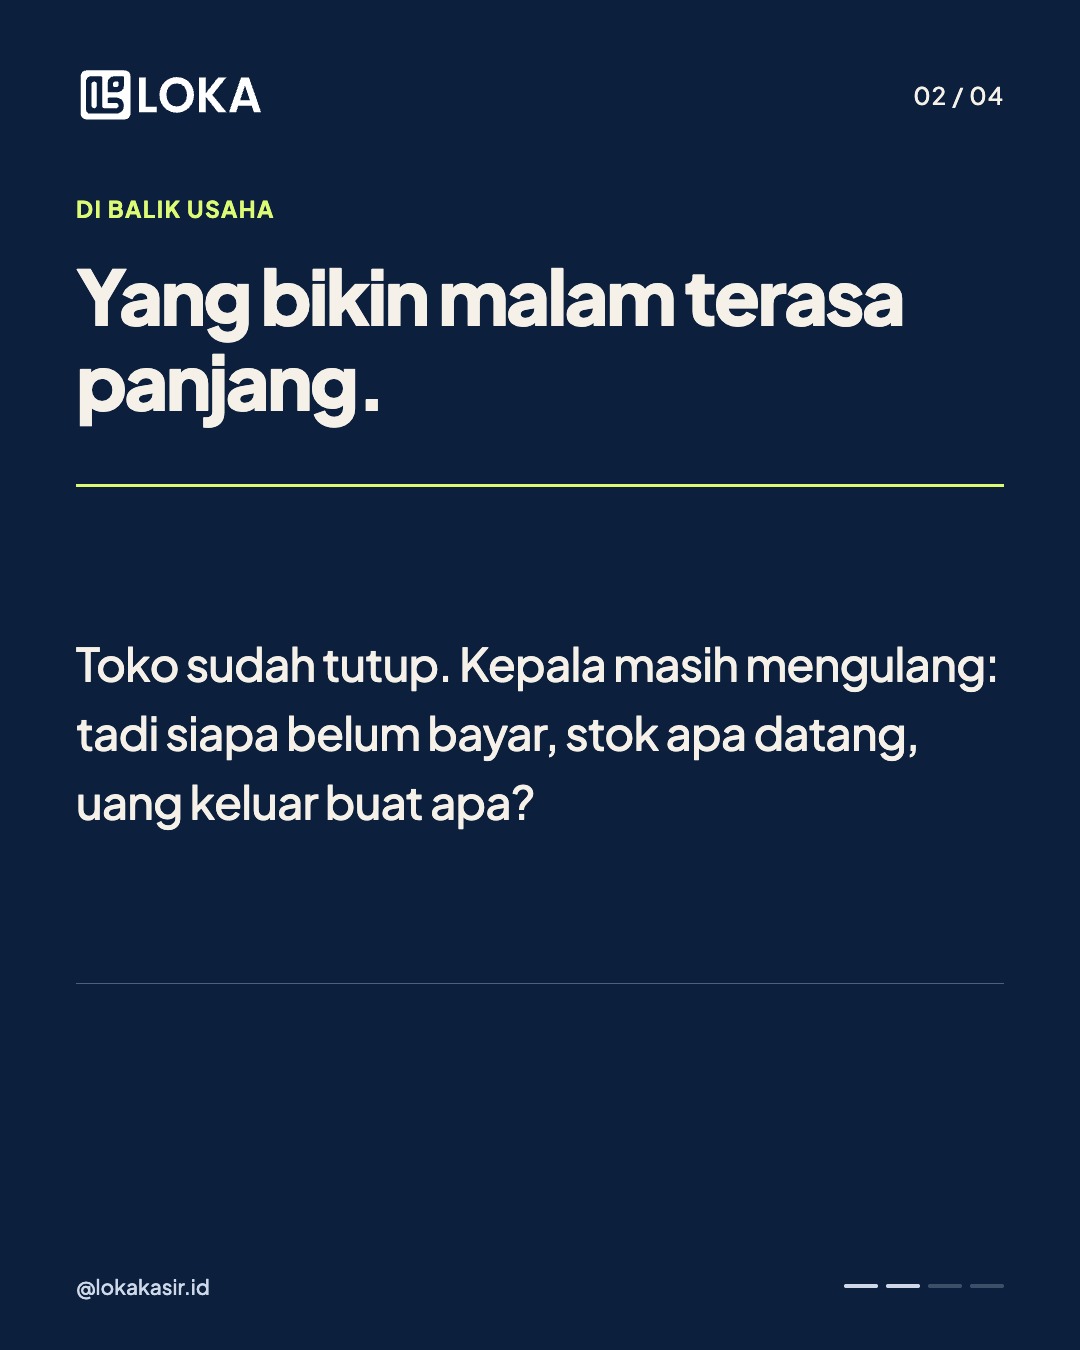 LOKA
02 / 04
DI BALIK USAHA
Yang bikin malam terasa
panjang.
Toko sudah tutup. Kepala masih mengulang:
tadi siapa belum bayar, stok apa datang,
uang keluar buat apa?
@lokakasir.id